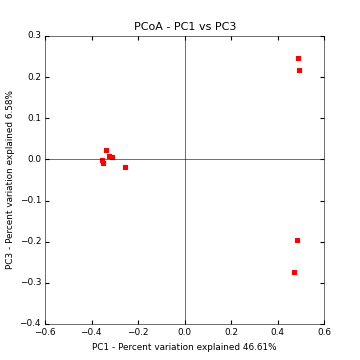 PCoA - PC1 vs PC3
0.3
0.2
0.1
0.0
−0.1
−0.2
−0.3
−0.4
PC3 - Percent variation explained 6.58%
−0.6 −0.4 −0.2 0.0 0.2 0.4 0.6
PC1 - Percent variation explained 46.61%